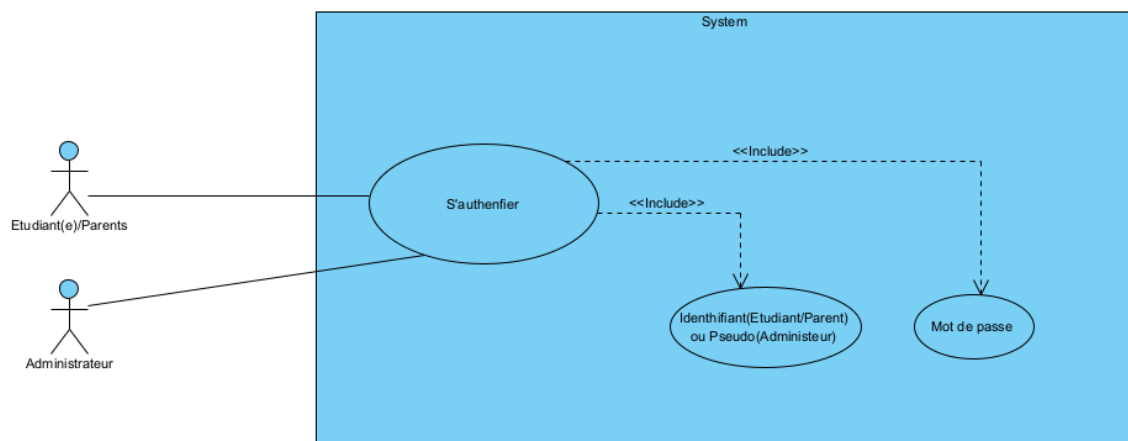 System
<<Include>>
S'authenfier
<<Include>>
Etudiant(e)/Parents
Identhifiant(Etudiant/Parent)
ou Pseudo(Administeur)
Mot de passe
Administrateur